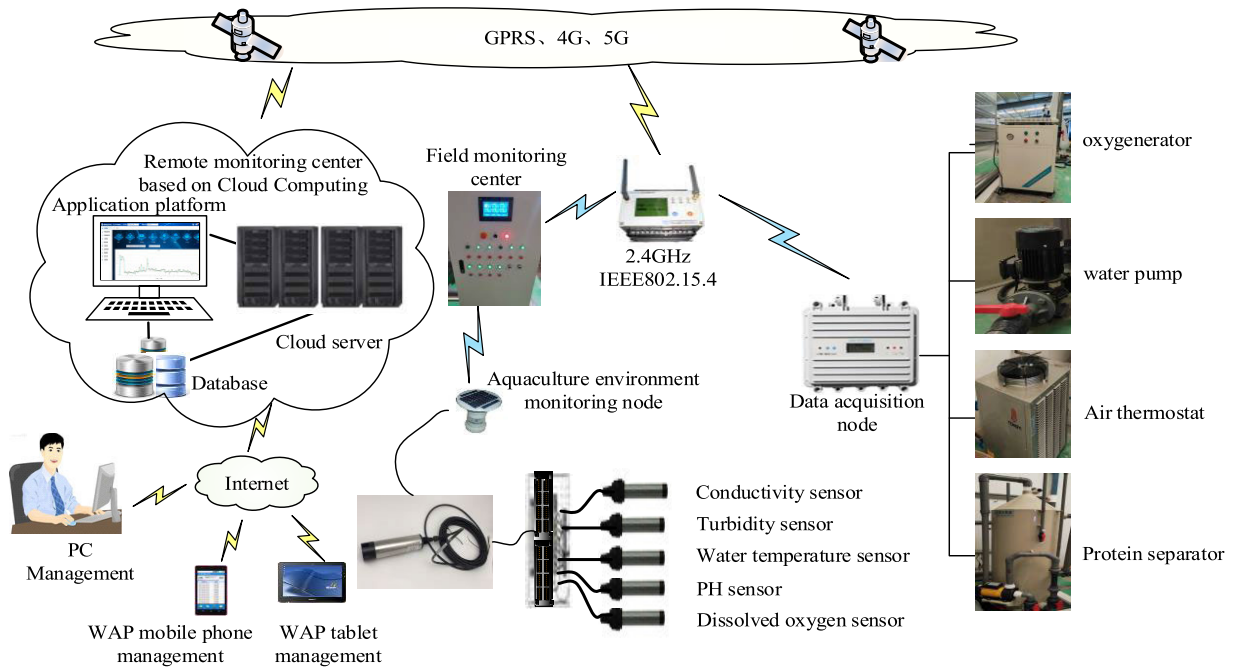 GPRS、4G、5G
Remote monitoring center
based on Cloud Computing
Application platform
Cloud server
Database
Field monitoring
center
2.4GHz
IEEE802.15.4
Aquaculture environment
monitoring node
Data acquisition
node
oxygenerator
water pump
Air thermostat
Protein separator
Internet
PC
Management
WAP mobile phone
management
WAP tablet
management
Conductivity sensor
Turbidity sensor
Water temperature sensor
PH sensor
Dissolved oxygen sensor